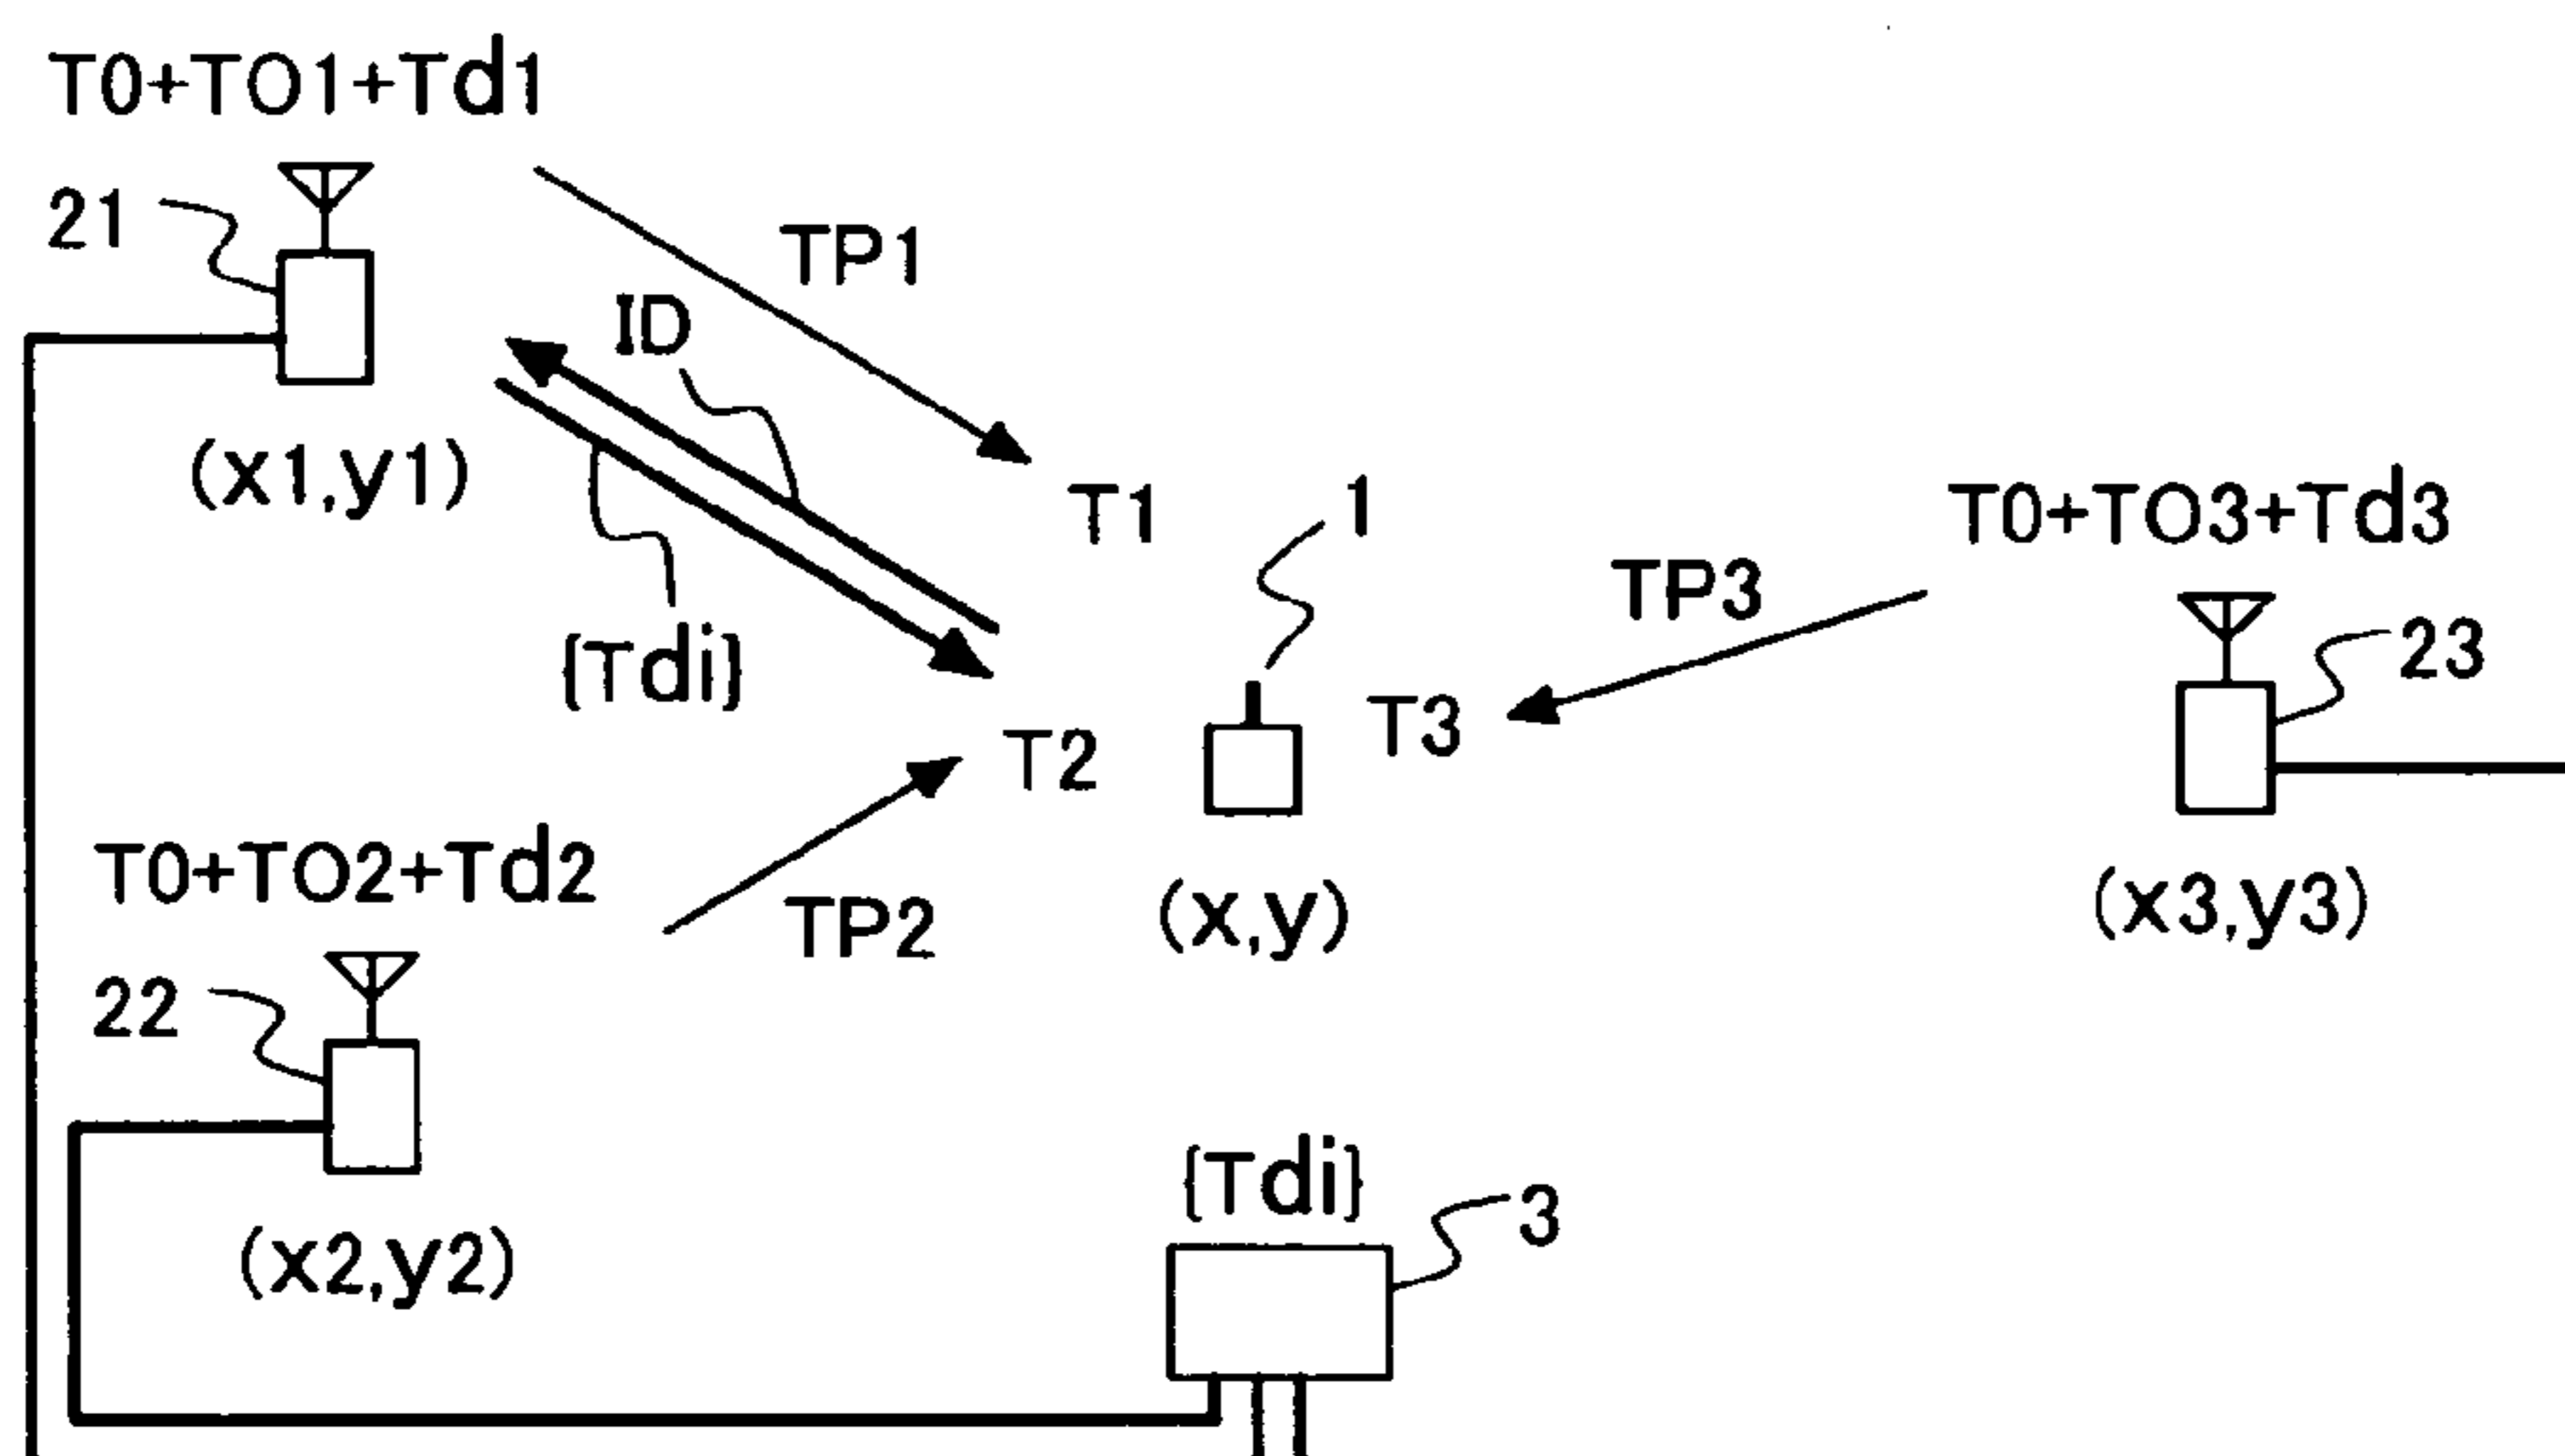 T0+TO1+Td1
21
TP1
ID
(x1,y1)
T1
1
T0+TO3+Td3
TP3
{Tdi}
23
T3
T2
T0+TO2+Td2
TP2
(x,y)
(x3,y3)
22
{Tdi}
3
(x2,y2)